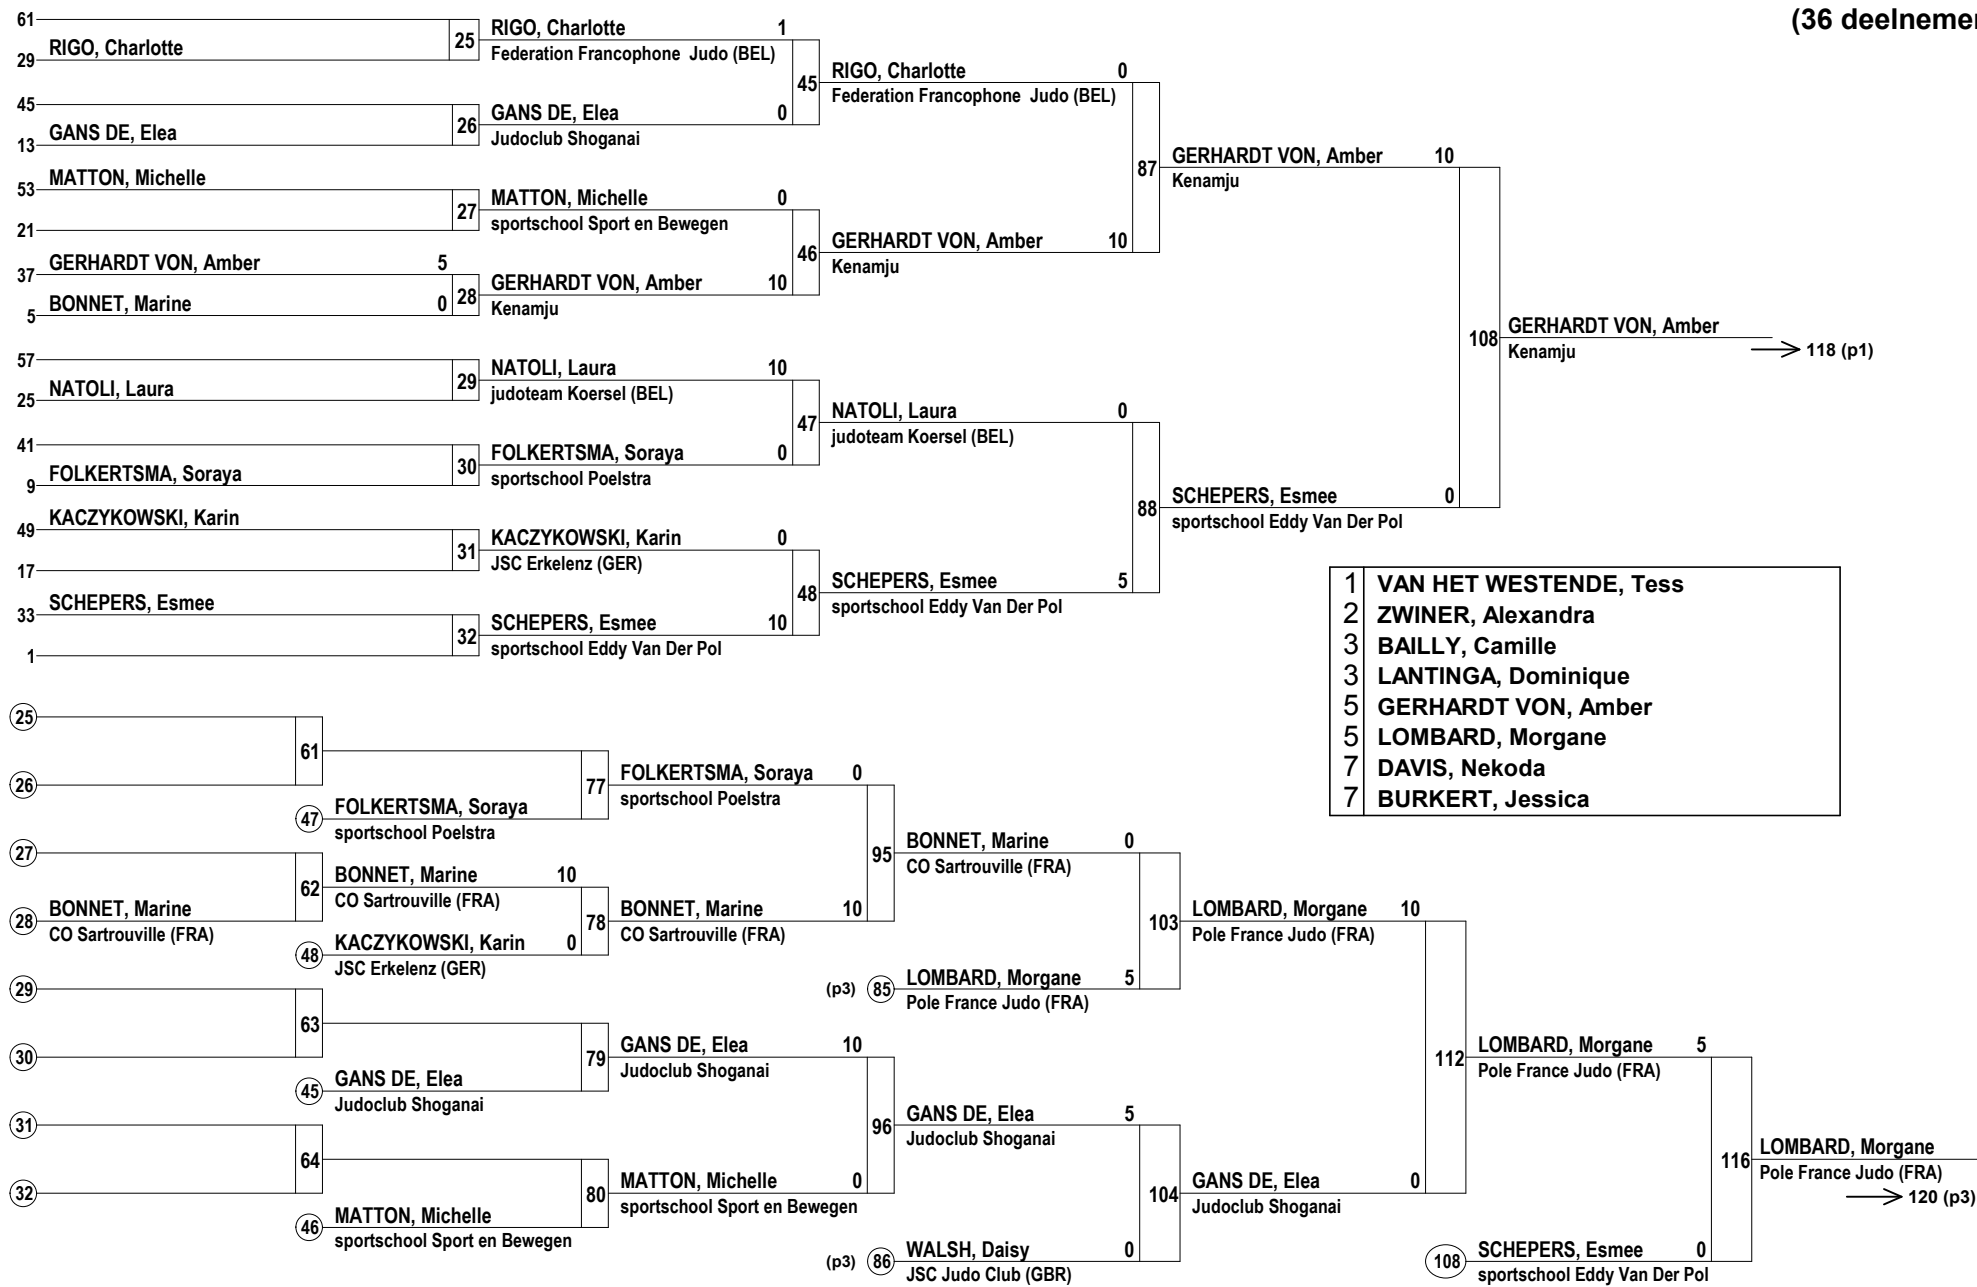 (36 deelnemer
61
RIGO, Charlotte
29
25
RIGO, Charlotte 1
Federation Francophone Judo (BEL)
45
GANS DE, Elea
13
26
GANS DE, Elea 0
Judoclub Shoganai
45
RIGO, Charlotte 0
Federation Francophone Judo (BEL)
53
MATTON, Michelle
21
27
MATTON, Michelle 0
sportschool Sport en Bewegen
37
GERHARDT VON, Amber 5
5
BONNET, Marine 0
28
GERHARDT VON, Amber 10
Kenamju
46
GERHARDT VON, Amber 10
Kenamju
87
GERHARDT VON, Amber 10
Kenamju
57
NATOLI, Laura
25
29
NATOLI, Laura 10
judoteam Koersel (BEL)
41
FOLKERTSMA, Soraya
9
30
FOLKERTSMA, Soraya 0
sportschool Poelstra
47
NATOLI, Laura 0
judoteam Koersel (BEL)
49
KACZYKOWSKI, Karin
17
31
KACZYKOWSKI, Karin 0
JSC Erkelenz (GER)
33
SCHEPERS, Esmee
1
32
SCHEPERS, Esmee 10
sportschool Eddy Van Der Pol
48
SCHEPERS, Esmee 5
sportschool Eddy Van Der Pol
88
SCHEPERS, Esmee 0
sportschool Eddy Van Der Pol
108
GERHARDT VON, Amber
Kenamju
118 (p1)
1 VAN HET WESTENDE, Tess
2 ZWINER, Alexandra
3 BAILLY, Camille
3 LANTINGA, Dominique
5 GERHARDT VON, Amber
5 LOMBARD, Morgane
7 DAVIS, Nekoda
7 BURKERT, Jessica
25
26
61
47
FOLKERTSMA, Soraya
sportschool Poelstra
77
FOLKERTSMA, Soraya 0
sportschool Poelstra
27
28
BONNET, Marine
CO Sartrouville (FRA)
62
BONNET, Marine 10
CO Sartrouville (FRA)
48
KACZYKOWSKI, Karin 0
JSC Erkelenz (GER)
78
BONNET, Marine 10
CO Sartrouville (FRA)
95
BONNET, Marine 0
CO Sartrouville (FRA)
(p3) 85
LOMBARD, Morgane 5
Pole France Judo (FRA)
103
LOMBARD, Morgane 10
Pole France Judo (FRA)
29
30
63
45
GANS DE, Elea
Judoclub Shoganai
79
GANS DE, Elea 10
Judoclub Shoganai
31
32
64
46
MATTON, Michelle
sportschool Sport en Bewegen
80
MATTON, Michelle 0
sportschool Sport en Bewegen
96
GANS DE, Elea 5
Judoclub Shoganai
(p3) 86
WALSH, Daisy 0
JSC Judo Club (GBR)
104
GANS DE, Elea 0
Judoclub Shoganai
112
LOMBARD, Morgane 5
Pole France Judo (FRA)
108
SCHEPERS, Esmee 0
sportschool Eddy Van Der Pol
116
LOMBARD, Morgane
Pole France Judo (FRA)
120 (p3)